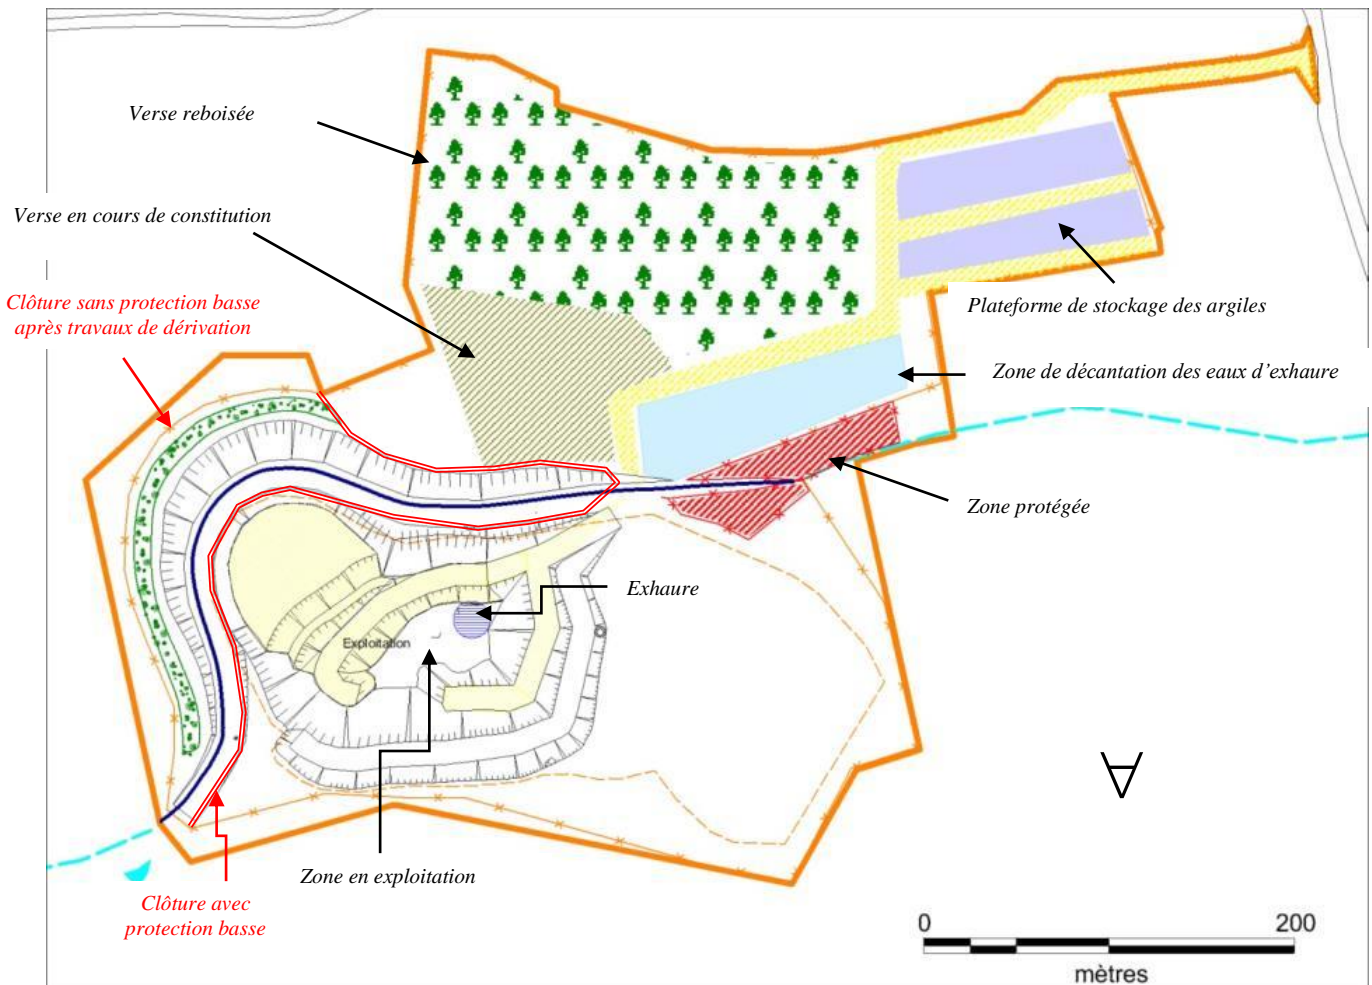 Verse reboisée
Verse en cours de constitution
Clôture sans protection basse
après travaux de dérivation
Plateforme de stockage des argiles
Zone de décantation des eaux d'exhaure
Zone protégée
Exhaure
Exploitation
Zone en exploitation
Clôture avec
protection basse
0 200
mètres